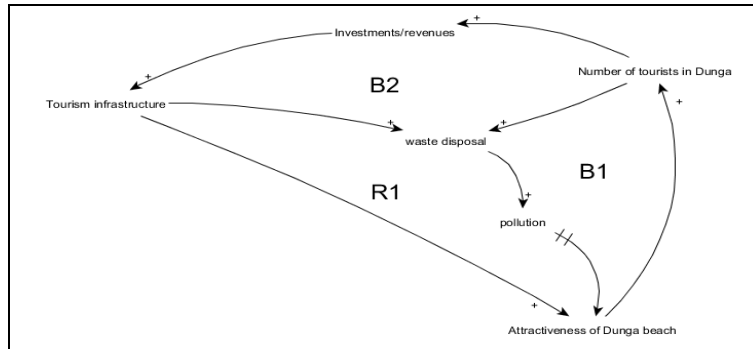 Investments/revenues
+
Number of tourists in Dunga
+
Tourism infrastructure
B2
+
+
+
waste disposal
R1
B1
+
pollution
+
Attractiveness of Dunga beach